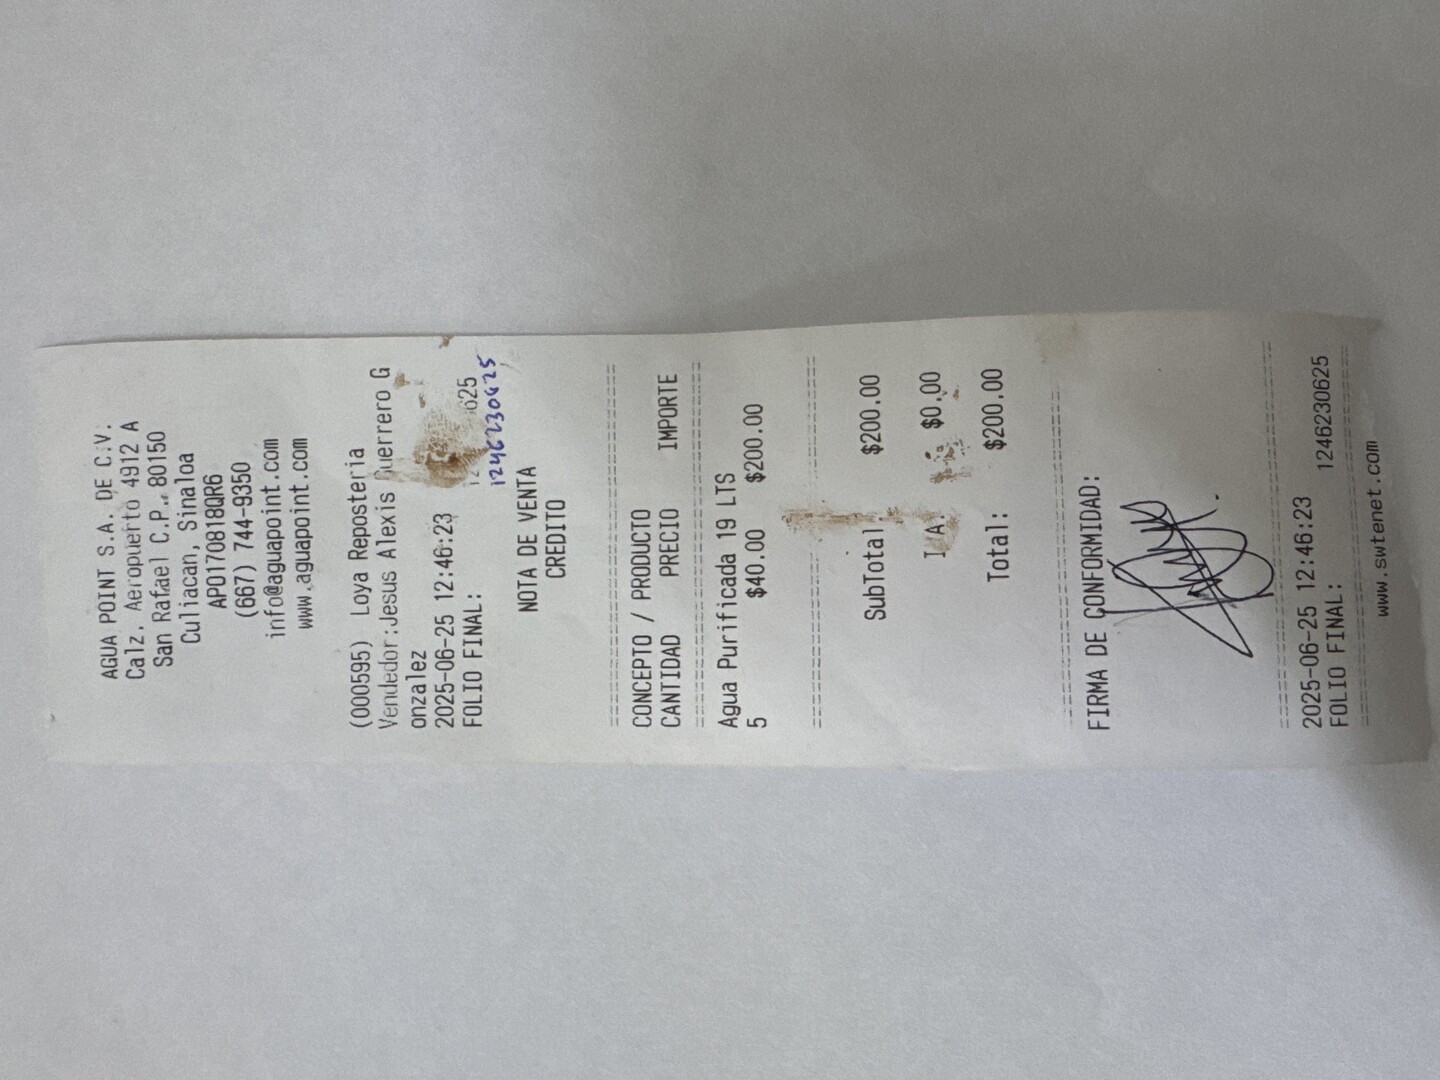 AGUA POINT S.A. DE C.V.
Calz. Aeropuerto 4912 A
San Rafael C.P. 80150
Culiacan, Sinaloa
APO170818QR6
(667) 744-9350
info@aguapoint.com
www.aguapoint.com
(000595) Loya Reposteria
Vendedor:Jesus Alexis Guerrero G
onzalez
2025-06-25 12:46:23
FOLIO FINAL: 625
1246230625
NOTA DE VENTA
CREDITO
CONCEPTO / PRODUCTO
CANTIDAD PRECIO IMPORTE
Agua Purificada 19 LTS
5 $40.00 $200.00
SubTotal: $200.00
IVA: $0.00
Total: $200.00
FIRMA DE CONFORMIDAD:
2025-06-25 12:46:23
FOLIO FINAL: 1246230625
www.swtenet.com